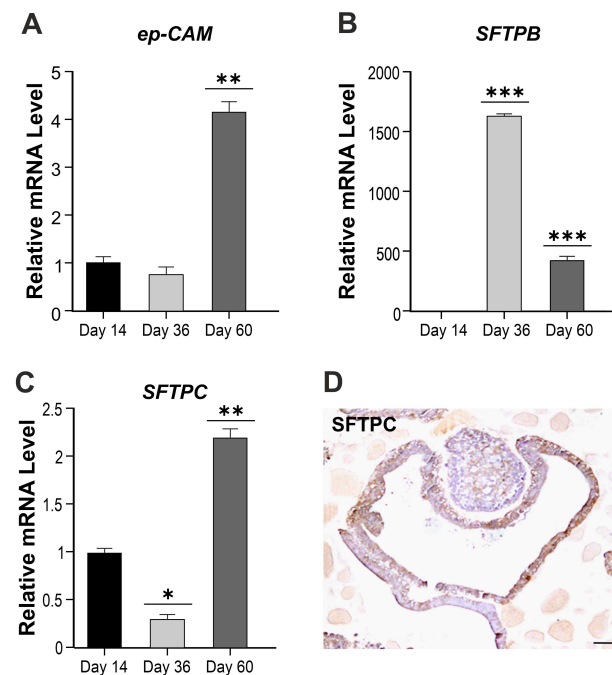 A
ep-CAM
Relative mRNA Level
5
4
3
2
1
0
**
Day 14
Day 36
Day 60
B
SFTPB
Relative mRNA Level
2000
1500
1000
500
0
***
***
Day 14
Day 36
Day 60
C
SFTPC
Relative mRNA Level
2.5
2
1
0.5
0
*
**
Day 14
Day 36
Day 60
D
SFTPC